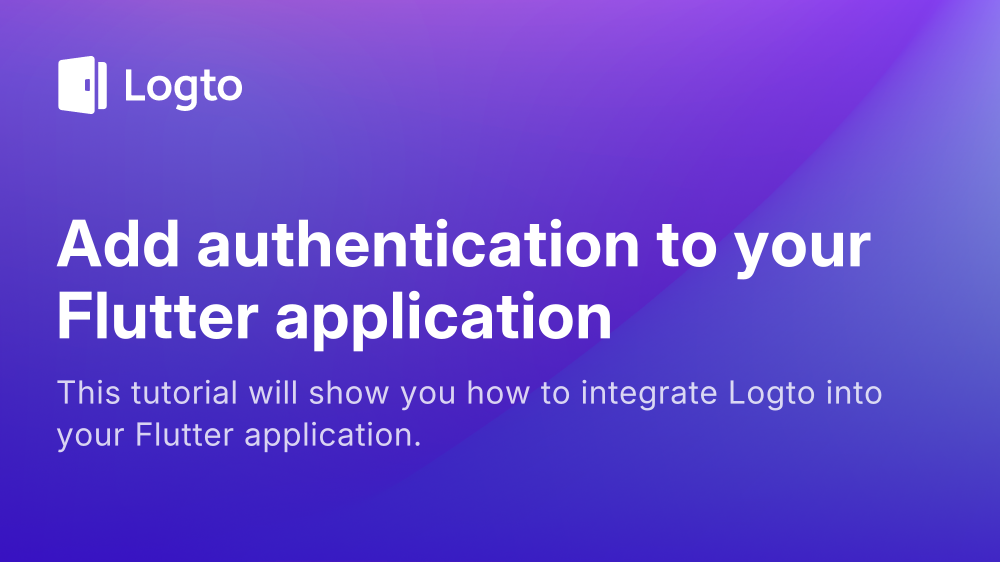 Logto
Add authentication to your
Flutter application
This tutorial will show you how to integrate Logto into
your Flutter application.